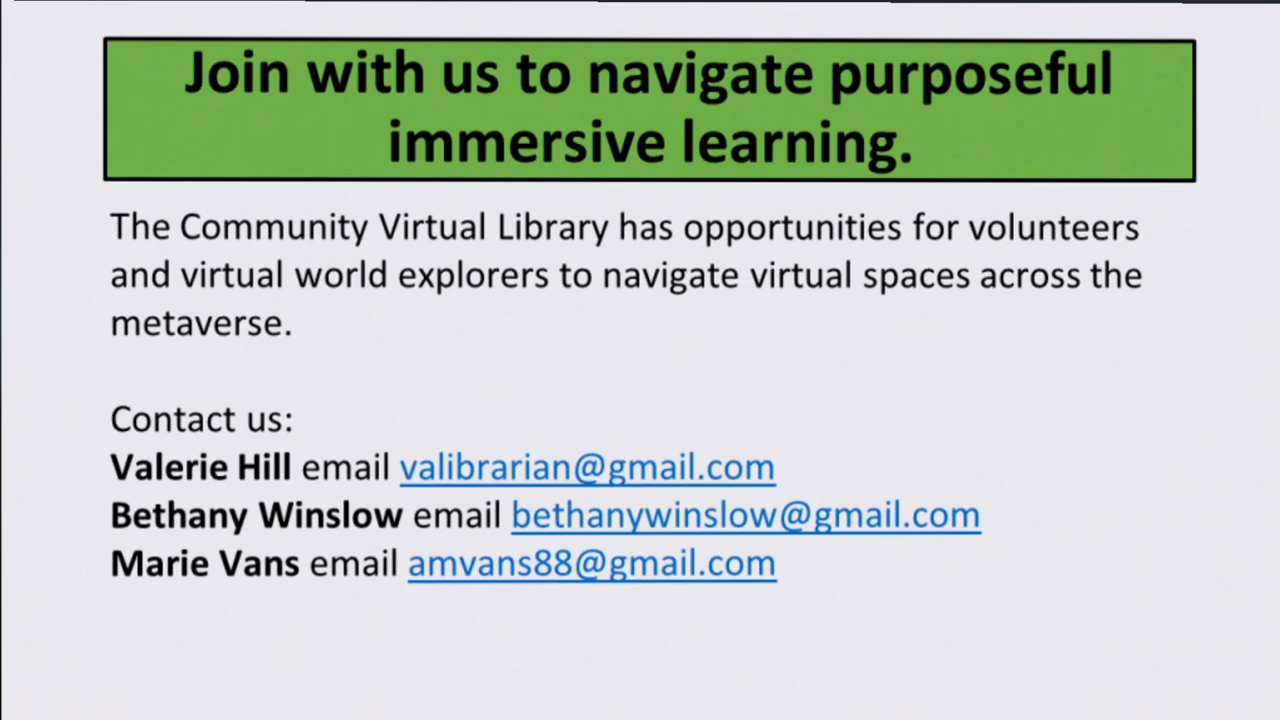 Join with us to navigate purposeful
immersive learning.
The Community Virtual Library has opportunities for volunteers
and virtual world explorers to navigate virtual spaces across the
metaverse.
Contact us:
Valerie Hill email valibrarian@gmail.com
Bethany Winslow email bethanywinslow@gmail.com
Marie Vans email amvans88@gmail.com